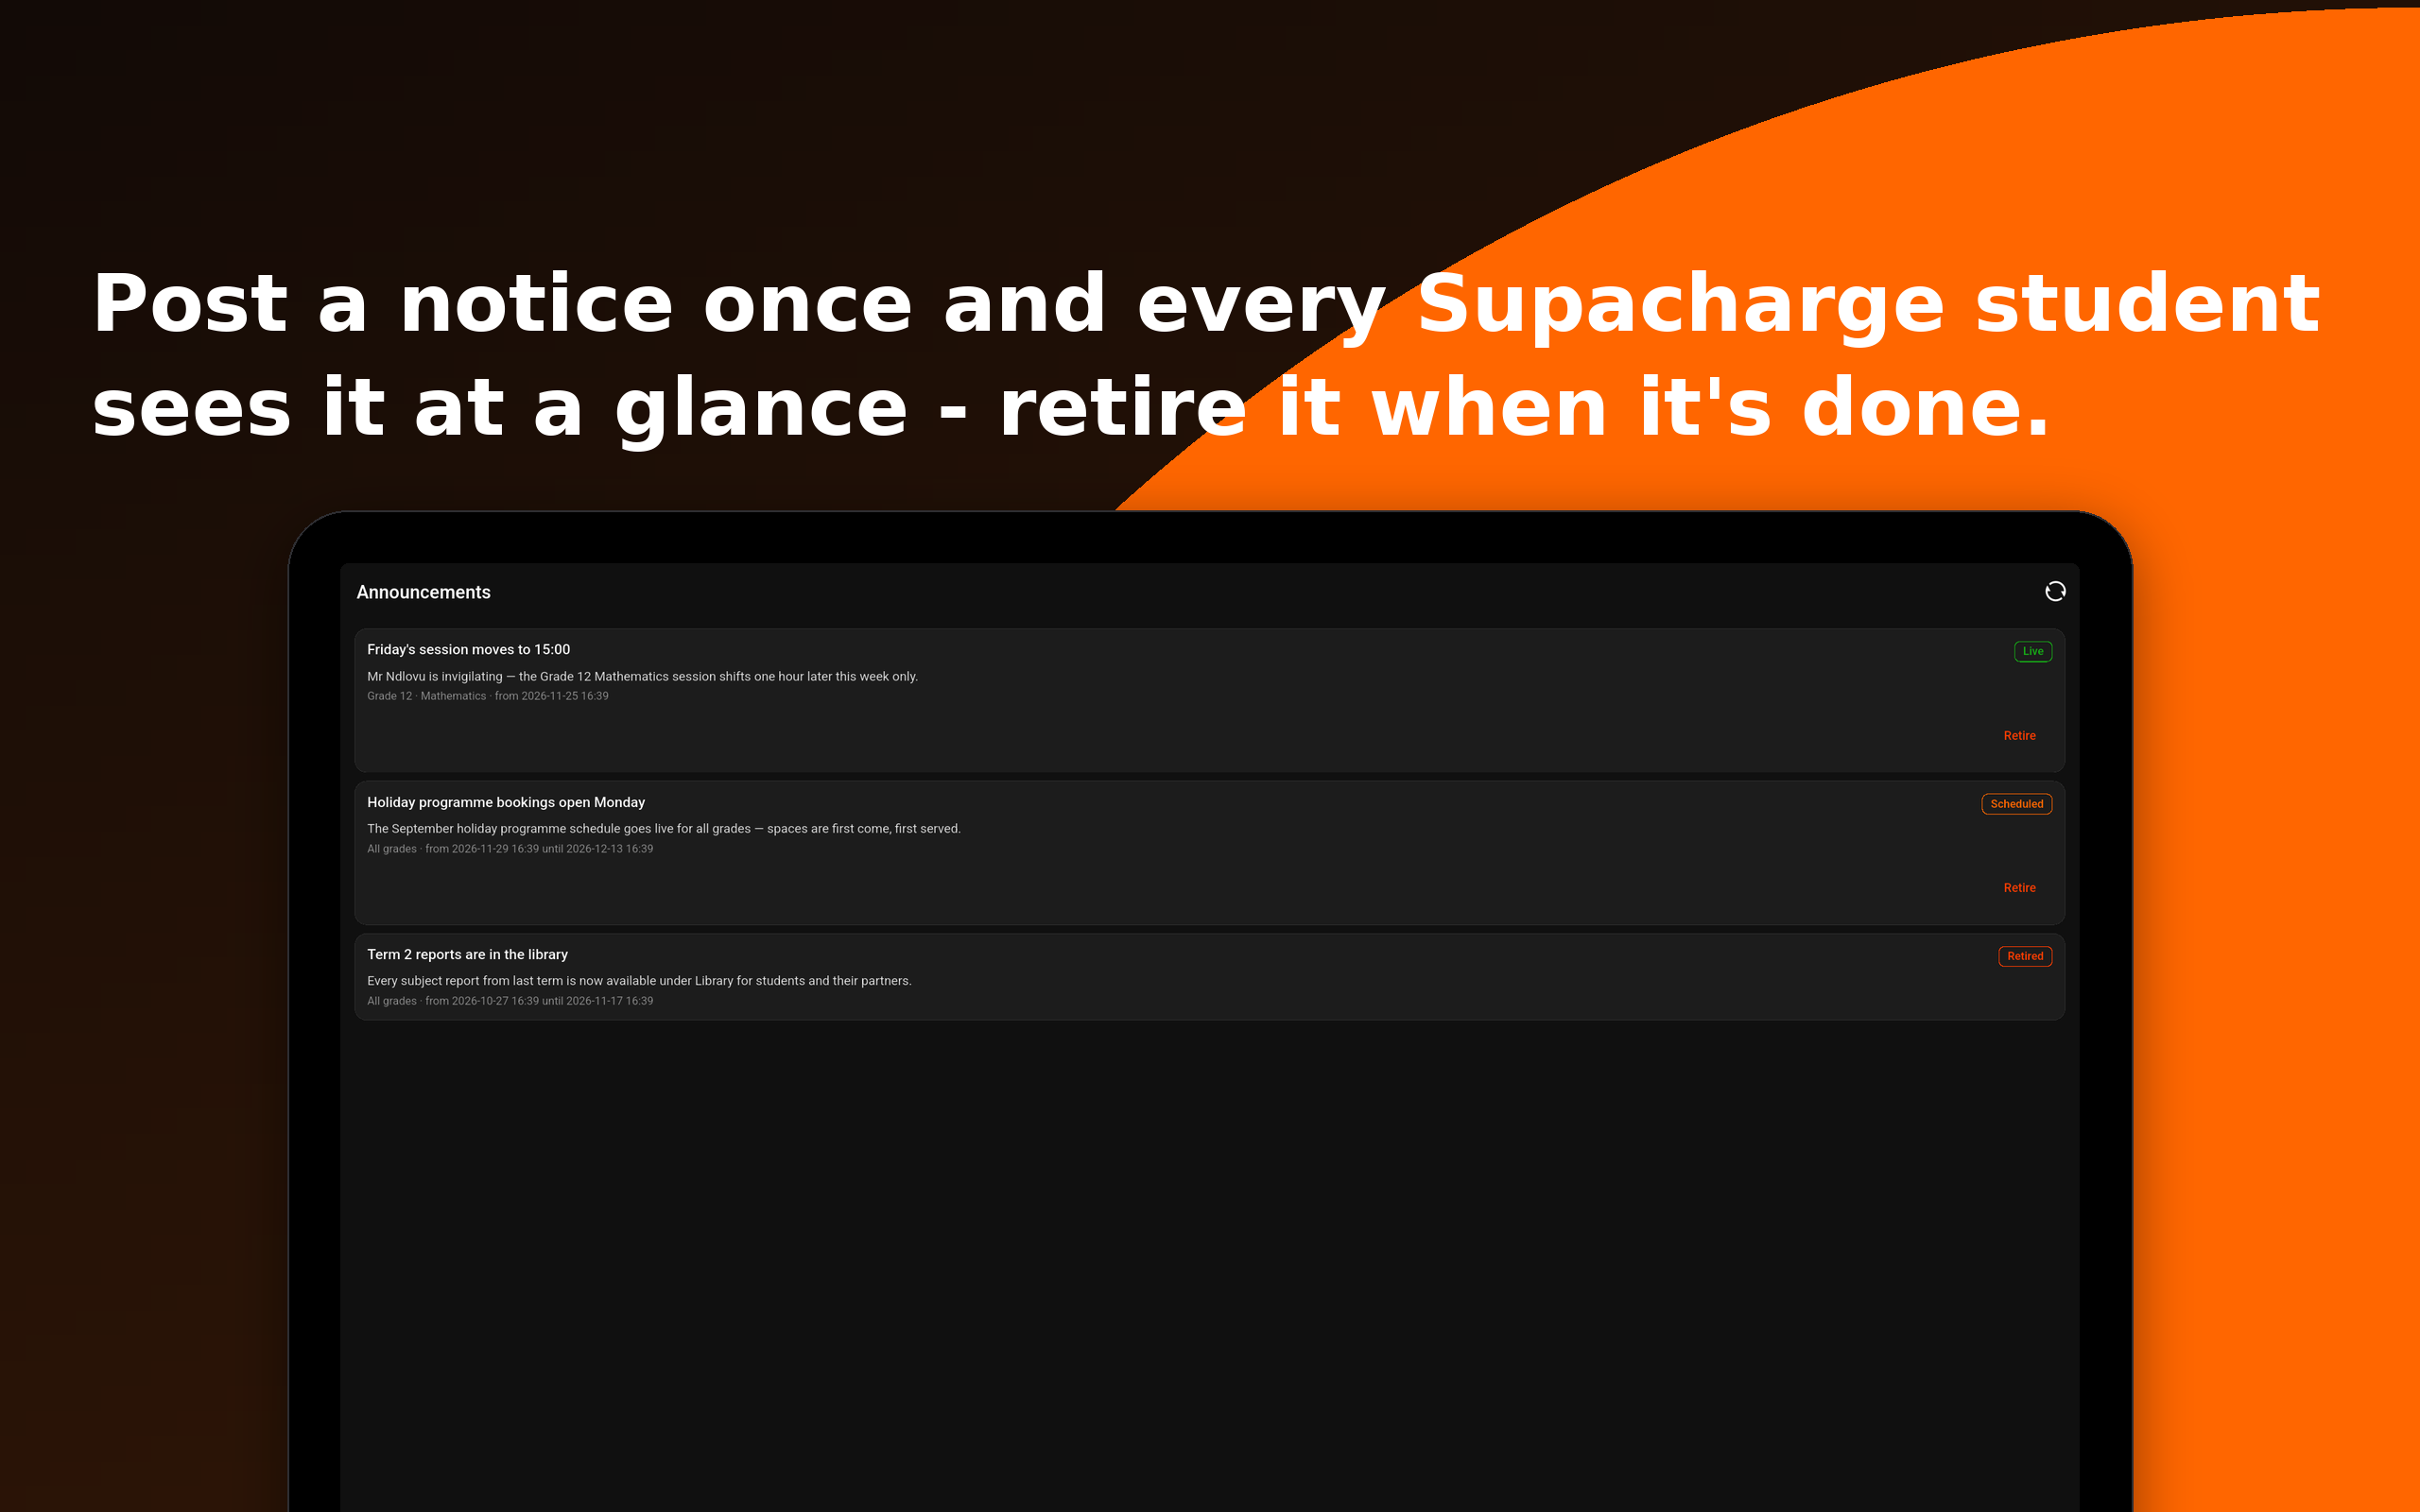 Post a notice once and every Supacharge student
sees it at a glance - retire it when it's done.
Announcements
Friday's session moves to 15:00
Live
Mr Ndlovu is invigilating — the Grade 12 Mathematics session shifts one hour later this week only.
Grade 12 · Mathematics · from 2026-11-25 16:39
Retire
Holiday programme bookings open Monday
Scheduled
The September holiday programme schedule goes live for all grades — spaces are first come, first served.
All grades · from 2026-11-29 16:39 until 2026-12-13 16:39
Retire
Term 2 reports are in the library
Retired
Every subject report from last term is now available under Library for students and their partners.
All grades · from 2026-10-27 16:39 until 2026-11-17 16:39